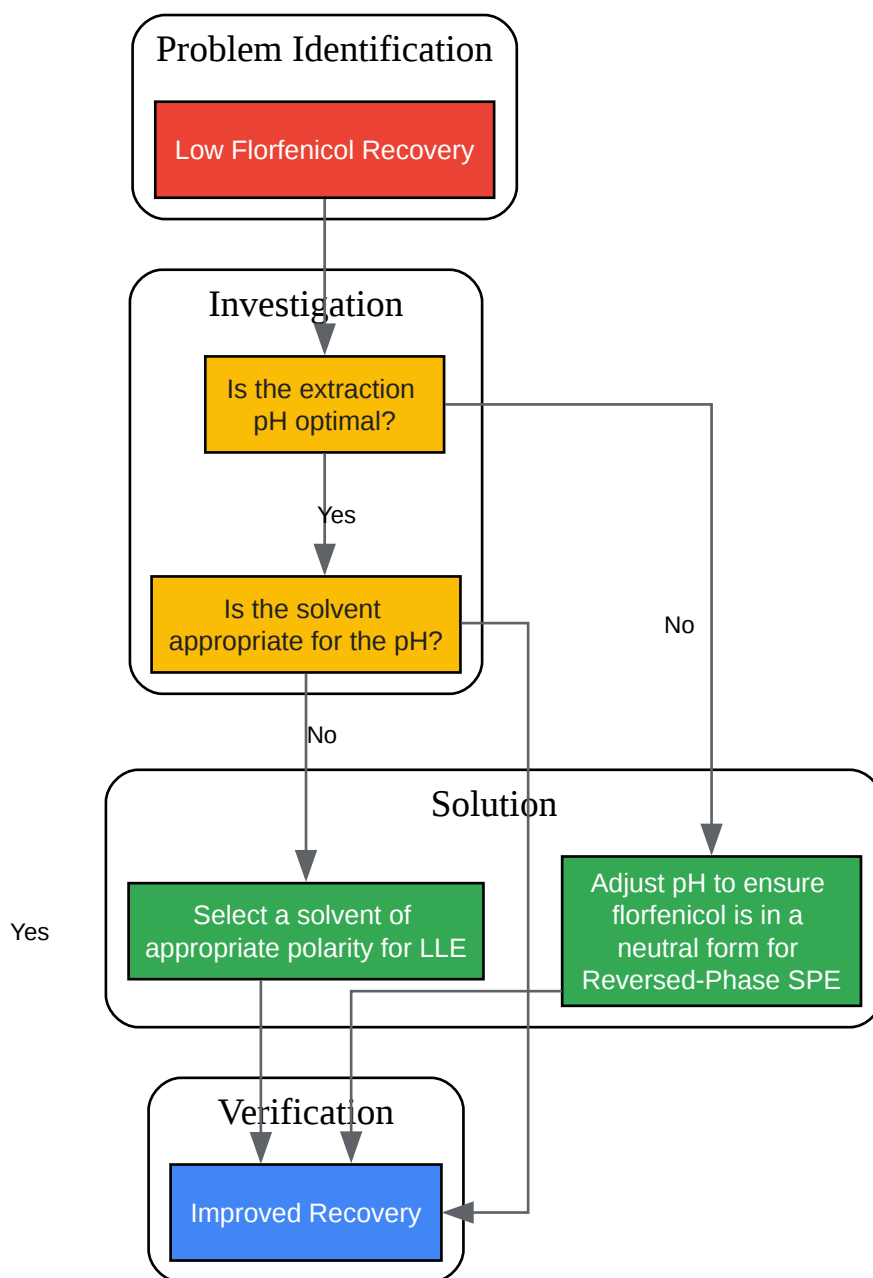 Problem Identification
Low Florfenicol Recovery
Investigation
Is the extraction
pH optimal?
Yes
Is the solvent
appropriate for the pH?
No
No
Solution
Select a solvent of
appropriate polarity for LLE
Adjust pH to ensure
florfenicol is in a
neutral form for
Reversed-Phase SPE
Yes
Verification
Improved Recovery